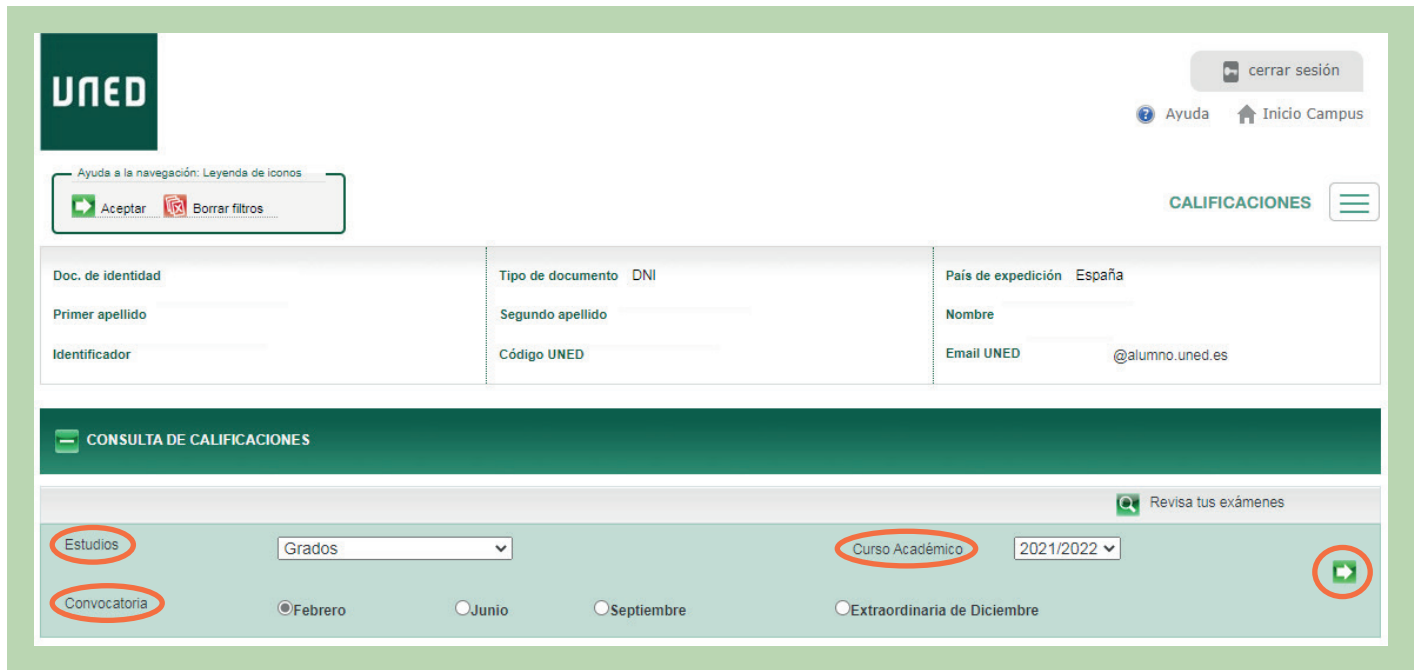 UNED
cerrar sesión
Ayuda Inicio Campus
Ayuda a la navegación: Leyenda de iconos
Aceptar Borrar filtros
CALIFICACIONES
Doc. de identidad Tipo de documento DNI País de expedición España
Primer apellido Segundo apellido Nombre
Identificador Código UNED Email UNED @alumno.uned.es
CONSULTA DE CALIFICACIONES
Revisa tus exámenes
Estudios Grados Curso Académico 2021/2022
Convocatoria Febrero Junio Septiembre Extraordinaria de Diciembre